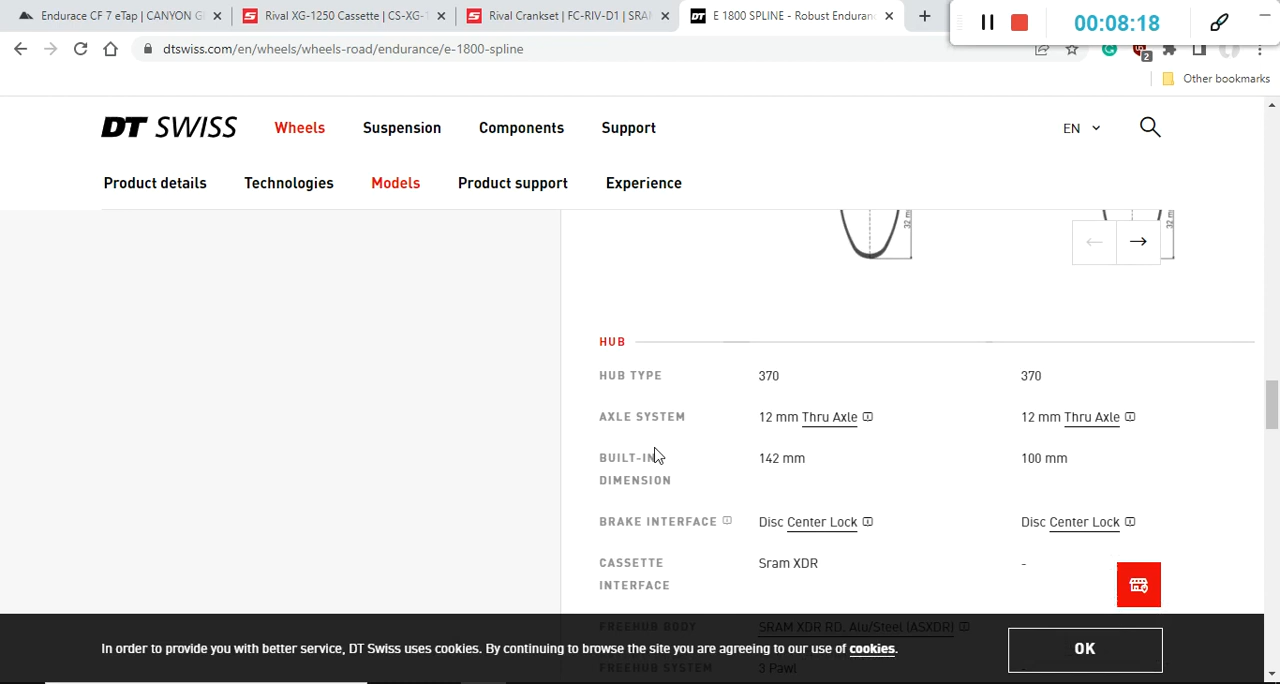 Endurace CF 7 eTap | CANYON G
Rival XG-1250 Cassette | CS-XG-1
Rival Crankset | FC-RIV-D1 | SRA
DT E 1800 SPLINE - Robust Enduran
00:08:18
dtswiss.com/en/wheels/wheels-road/endurance/e-1800-spline
2
Other bookmarks
DT SWISS
Wheels
Suspension
Components
Support
EN
Product details
Technologies
Models
Product support
Experience
32 m
32 m
HUB
HUB TYPE
370
370
AXLE SYSTEM
12 mm Thru Axle
12 mm Thru Axle
BUILT-IN
DIMENSION
142 mm
100 mm
BRAKE INTERFACE
Disc Center Lock
Disc Center Lock
CASSETTE
INTERFACE
Sram XDR
-
FREEHUB BODY
SRAM XDR RD, Alu/Steel (ASXDR)
In order to provide you with better service, DT Swiss uses cookies. By continuing to browse the site you are agreeing to our use of cookies.
OK
FREEHUB SYSTEM
3 Pawl